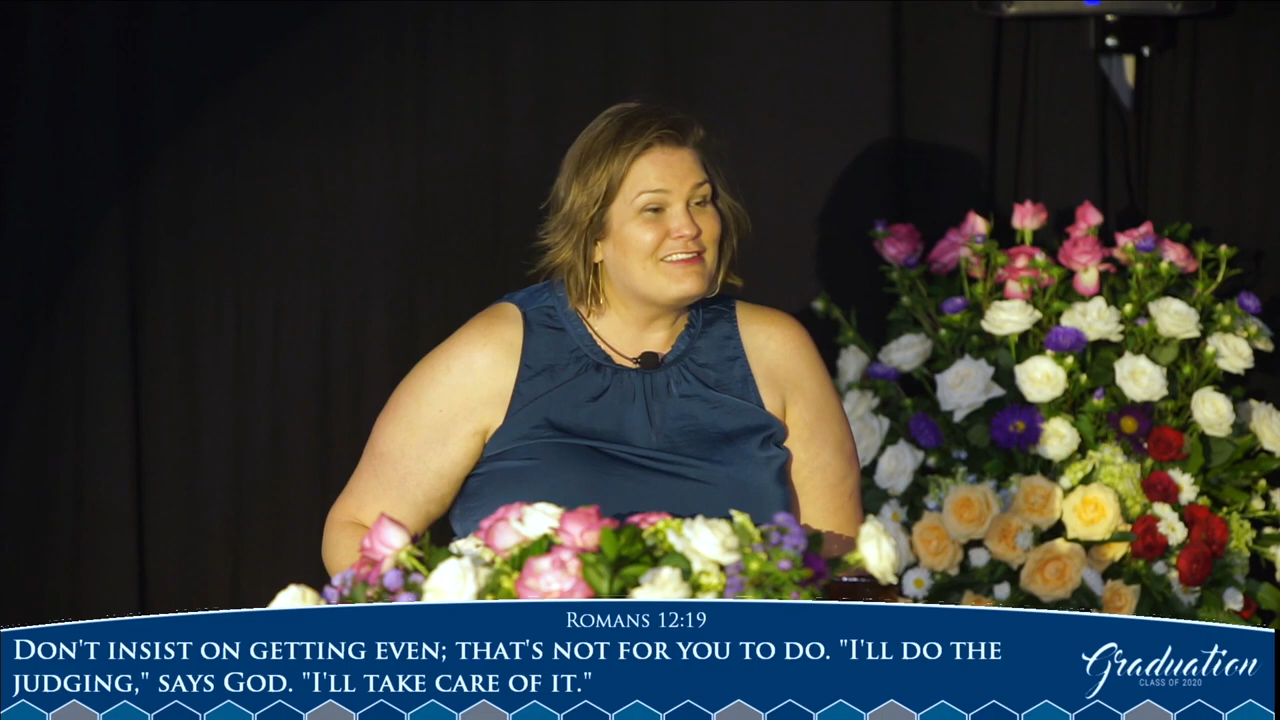 Romans 12:19
Don't insist on getting even; that's not for you to do. "I'll do the
judging," says God. "I'll take care of it."
Graduation
CLASS OF 2020